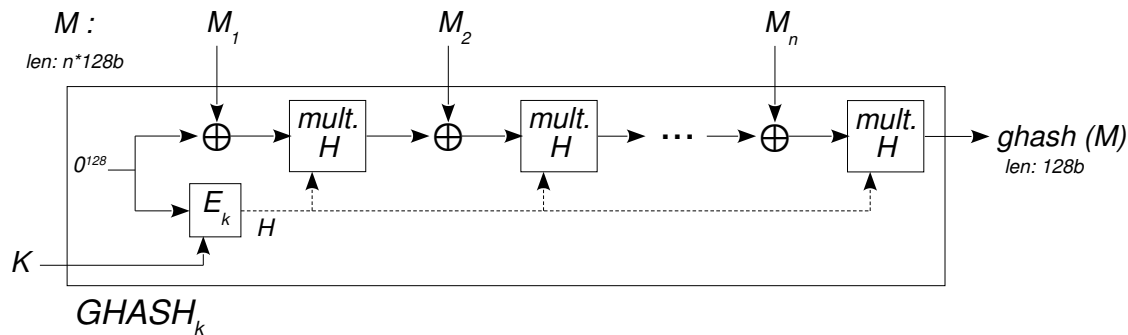 M : M₁ M₂ Mₙ
len: n*128b
mult. mult. ... mult.
H H H
ghash (M)
len: 128b
0¹²⁸
Eₖ
H
K
GHASHₖ